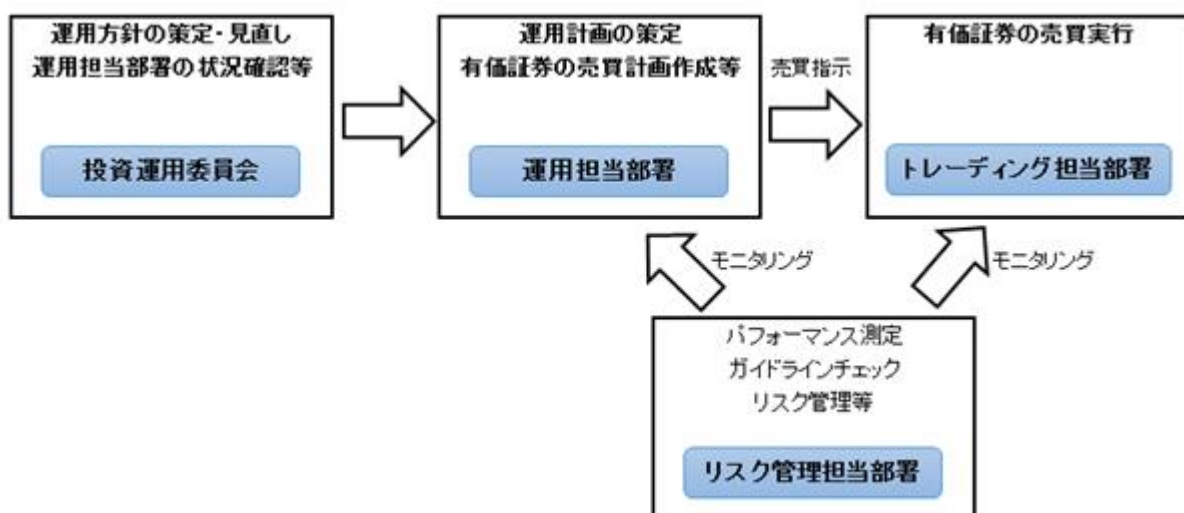 運用方針の策定・見直し
運用担当部署の状況確認等
投資運用委員会
運用計画の策定
有価証券の売買計画作成等
運用担当部署
売買指示
有価証券の売買実行
トレーディング担当部署
モニタリング
モニタリング
パフォーマンス測定
ガイドラインチェック
リスク管理等
リスク管理担当部署